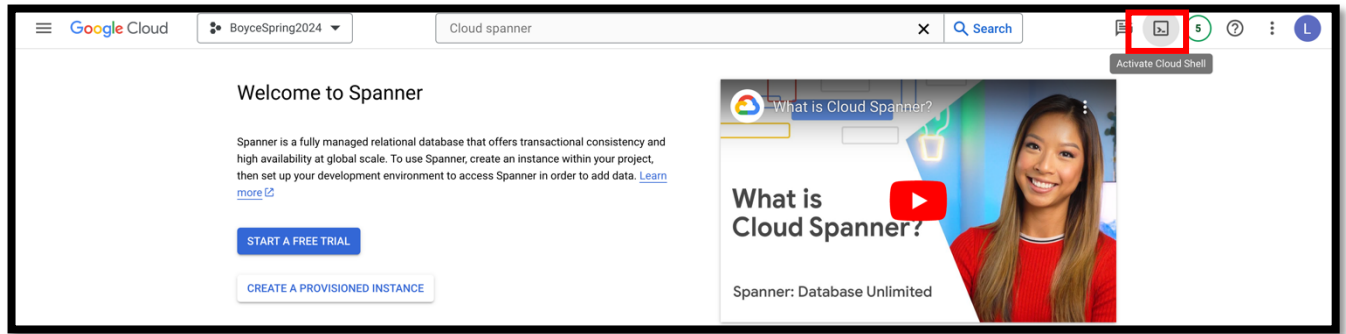 Google Cloud
BoyceSpring2024
Cloud spanner
Search
5
L
Activate Cloud Shell
Welcome to Spanner
Spanner is a fully managed relational database that offers transactional consistency and
high availability at global scale. To use Spanner, create an instance within your project,
then set up your development environment to access Spanner in order to add data. Learn
more
START A FREE TRIAL
CREATE A PROVISIONED INSTANCE
What is Cloud Spanner?
What is
Cloud Spanner?
Spanner: Database Unlimited